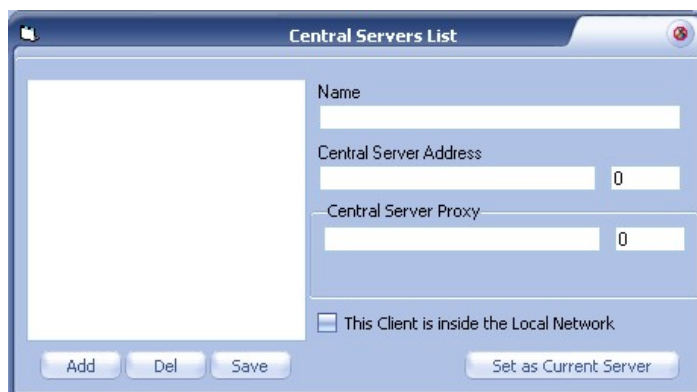 Central Servers List
Name
Central Server Address
0
Central Server Proxy
0
This Client is inside the Local Network
Add Del Save Set as Current Server